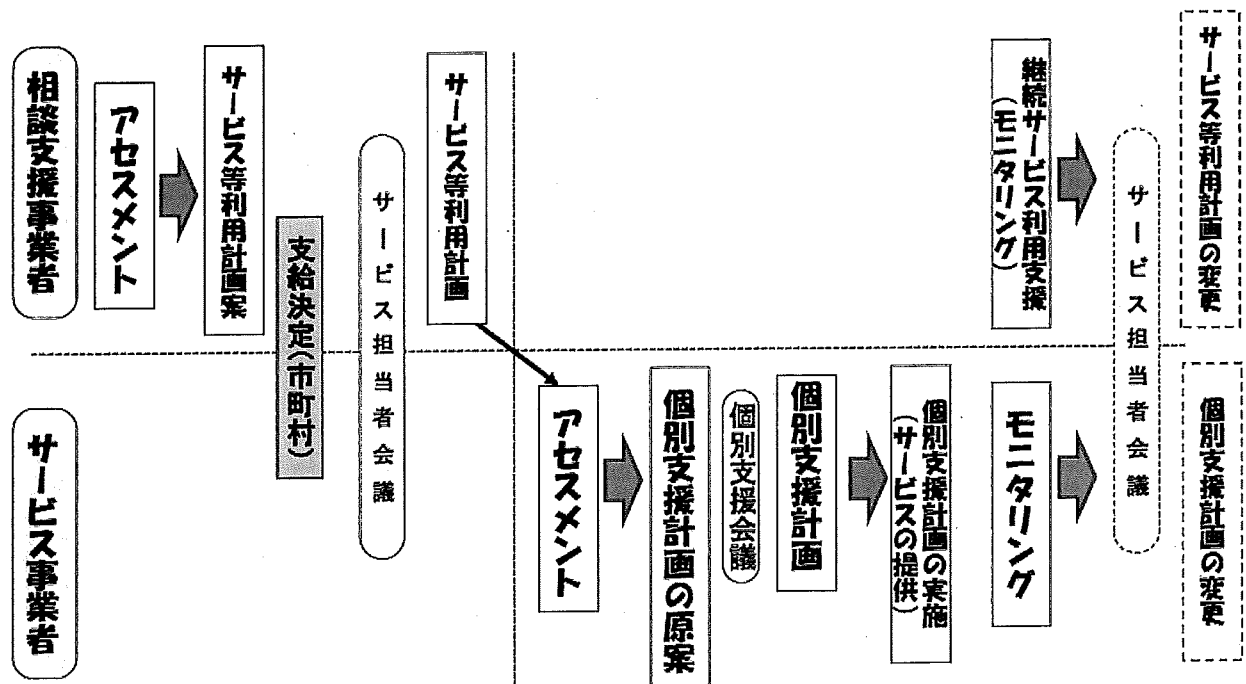 相談支援事業者
アセスメント
サービス等利用計画案
支給決定(市町村)
サービス担当者会議
サービス等利用計画
継続サービス利用支援
(モニタリング)
サービス担当者会議
サービス等利用計画の変更
サービス事業者
アセスメント
個別支援計画の原案
個別支援会議
個別支援計画
個別支援計画の実施
(サービスの提供)
モニタリング
個別支援計画の変更